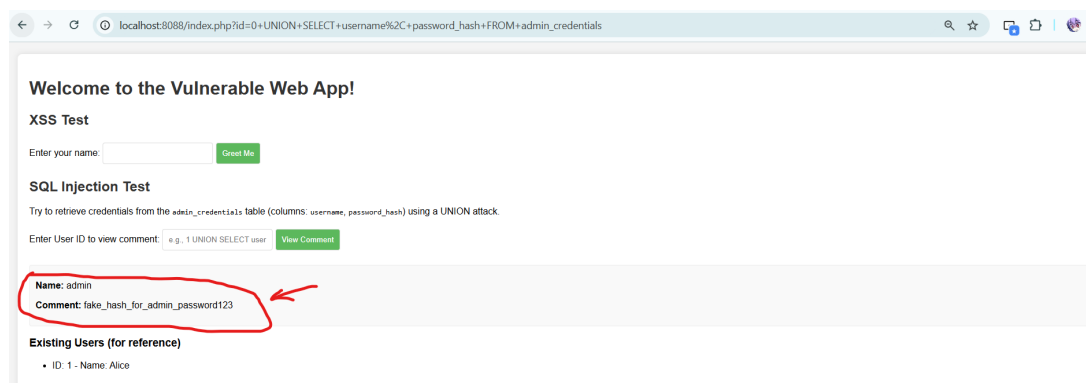 localhost:8088/index.php?id=0+UNION+SELECT+username%2C+password_hash+FROM+admin_credentials
Welcome to the Vulnerable Web App!
XSS Test
Enter your name: Greet Me
SQL Injection Test
Try to retrieve credentials from the admin_credentials table (columns: username, password_hash) using a UNION attack.
Enter User ID to view comment: e.g., 1 UNION SELECT user View Comment
Name: admin
Comment: fake_hash_for_admin_password123
Existing Users (for reference)
• ID: 1 - Name: Alice